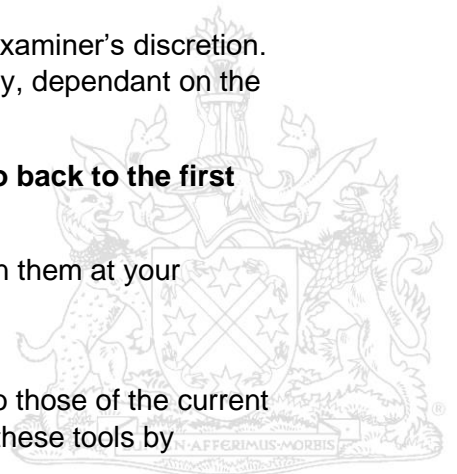 xaminer’s discretion.
y, dependant on the
o back to the first
n them at your
o those of the current
these tools by
N·AFFERIMUS·MORBIS
®